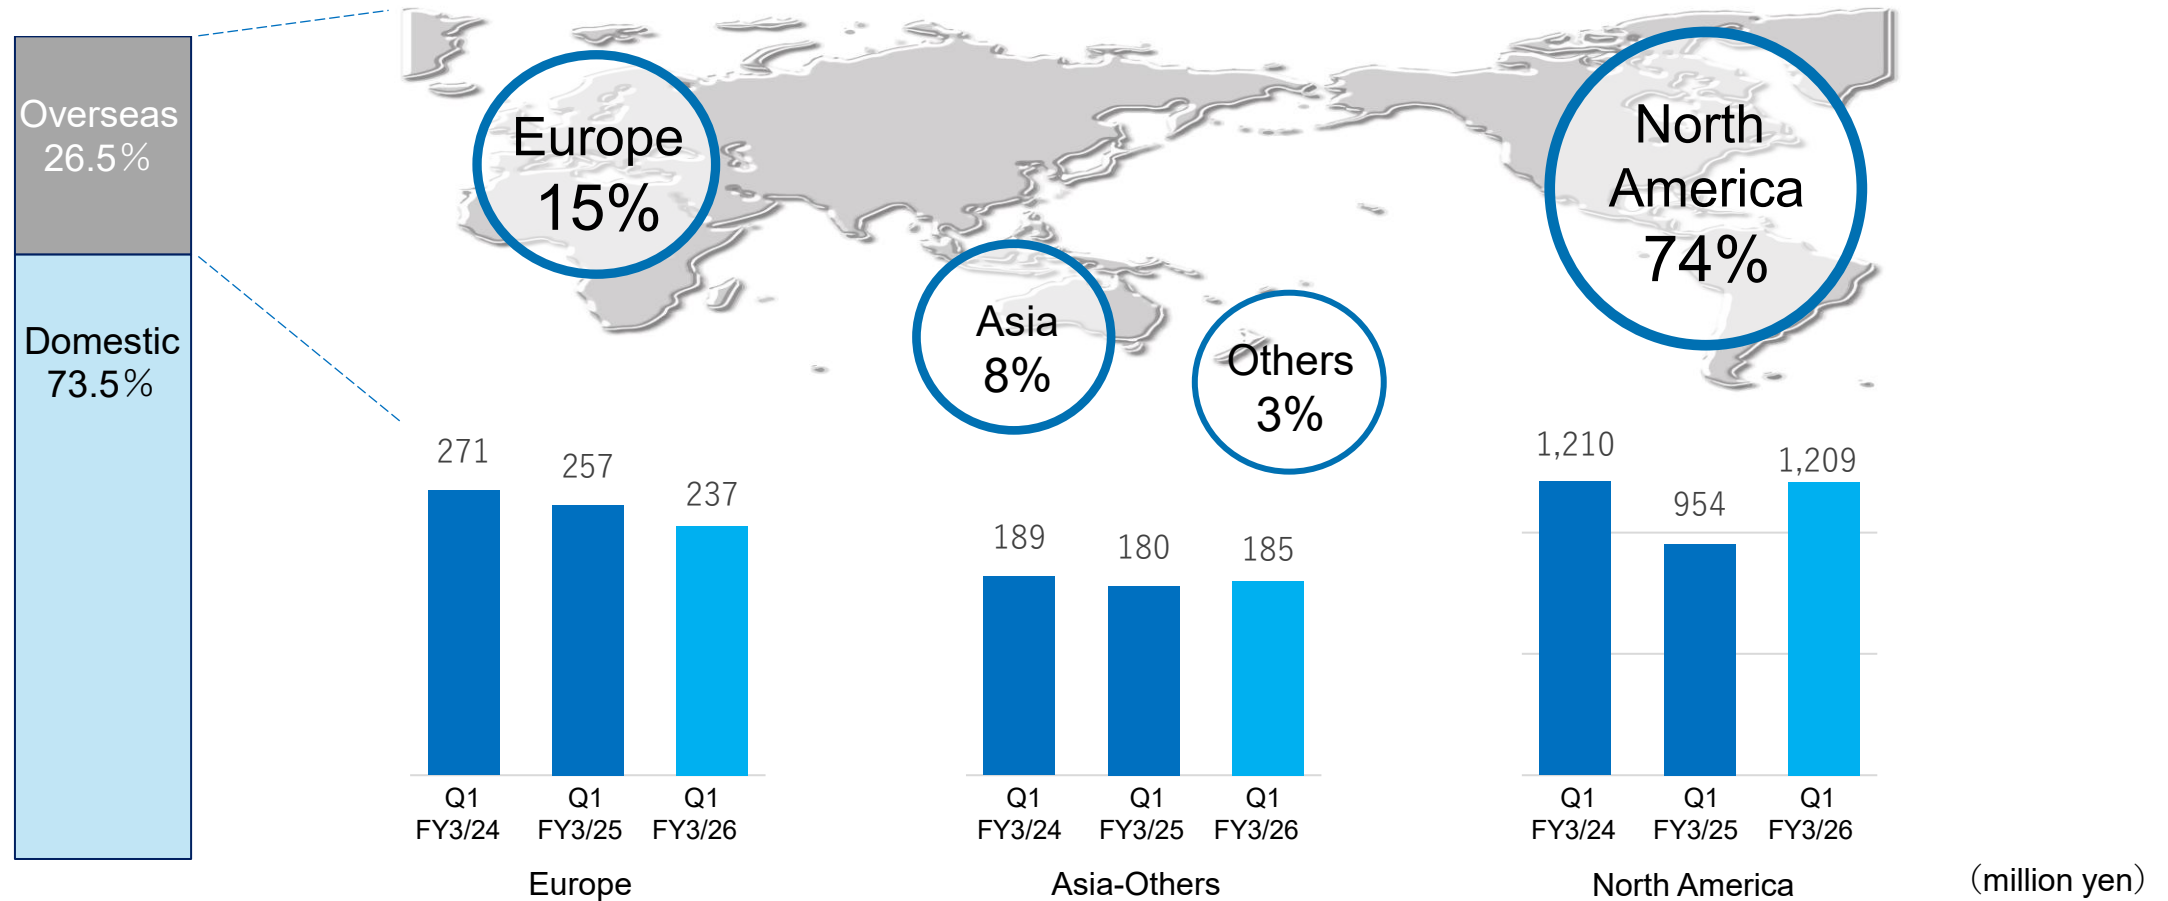 Overseas
26.5％
Domestic
73.5％
Europe
15%
Asia
8%
Others
3%
North
America
74%
271
257
237
Q1
FY3/24
Q1
FY3/25
Q1
FY3/26
Europe
189
180
185
Q1
FY3/24
Q1
FY3/25
Q1
FY3/26
Asia-Others
1,210
954
1,209
Q1
FY3/24
Q1
FY3/25
Q1
FY3/26
North America
（million yen）